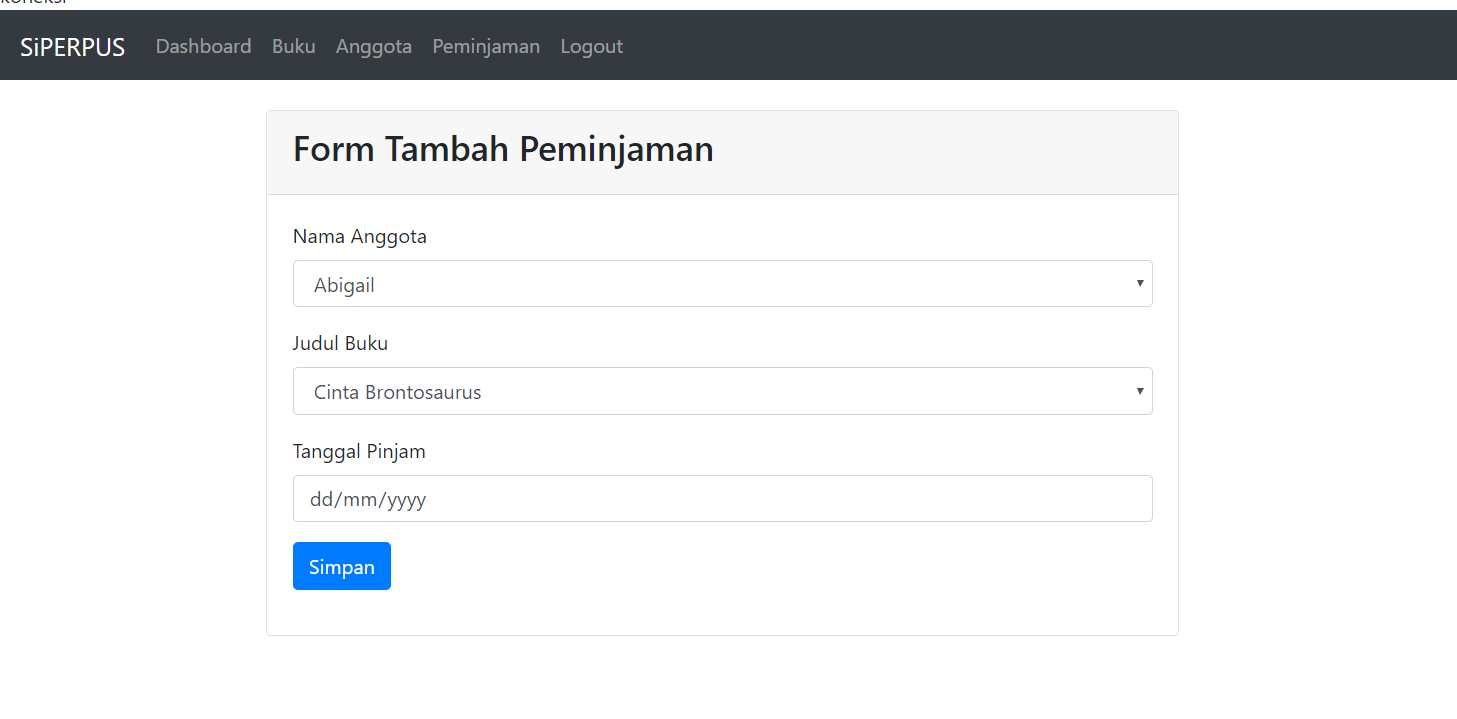 SiPERPUS Dashboard Buku Anggota Peminjaman Logout
Form Tambah Peminjaman
Nama Anggota
Abigail
Judul Buku
Cinta Brontosaurus
Tanggal Pinjam
dd/mm/yyyy
Simpan